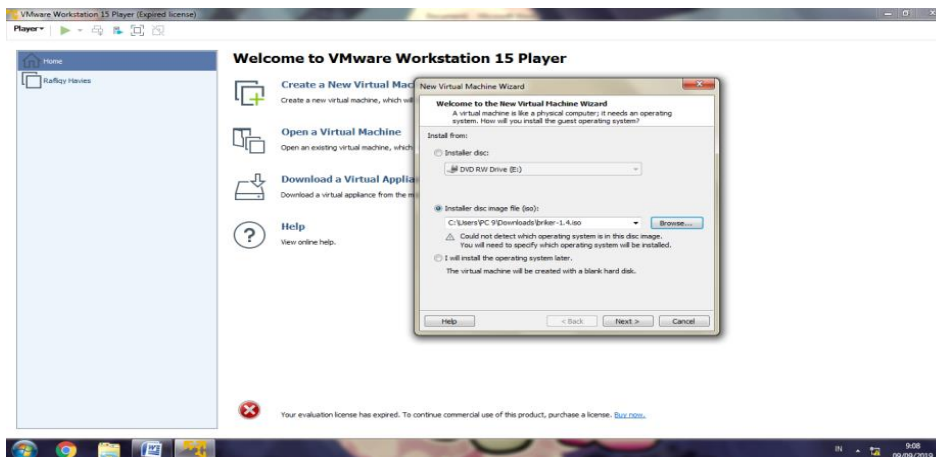 VMware Workstation 15 Player (Expired license)
Player
Home
Rafiqy Havies
Welcome to VMware Workstation 15 Player
Create a New Virtual Mac
Create a new virtual machine, which will
Open a Virtual Machine
Open an existing virtual machine, which
Download a Virtual Applia
Download a virtual appliance from the m
Help
View online help.
New Virtual Machine Wizard
Welcome to the New Virtual Machine Wizard
A virtual machine is like a physical computer; it needs an operating
system. How will you install the guest operating system?
Install from:
Installer disc:
DVD RW Drive (E:)
Installer disc image file (iso):
C:\Users\PC 9\Downloads\briker-1.4.iso
Browse...
Could not detect which operating system is in this disc image.
You will need to specify which operating system will be installed.
I will install the operating system later.
The virtual machine will be created with a blank hard disk.
Help
< Back
Next >
Cancel
Your evaluation license has expired. To continue commercial use of this product, purchase a license. Buy now.
IN
9:08
09/09/2019